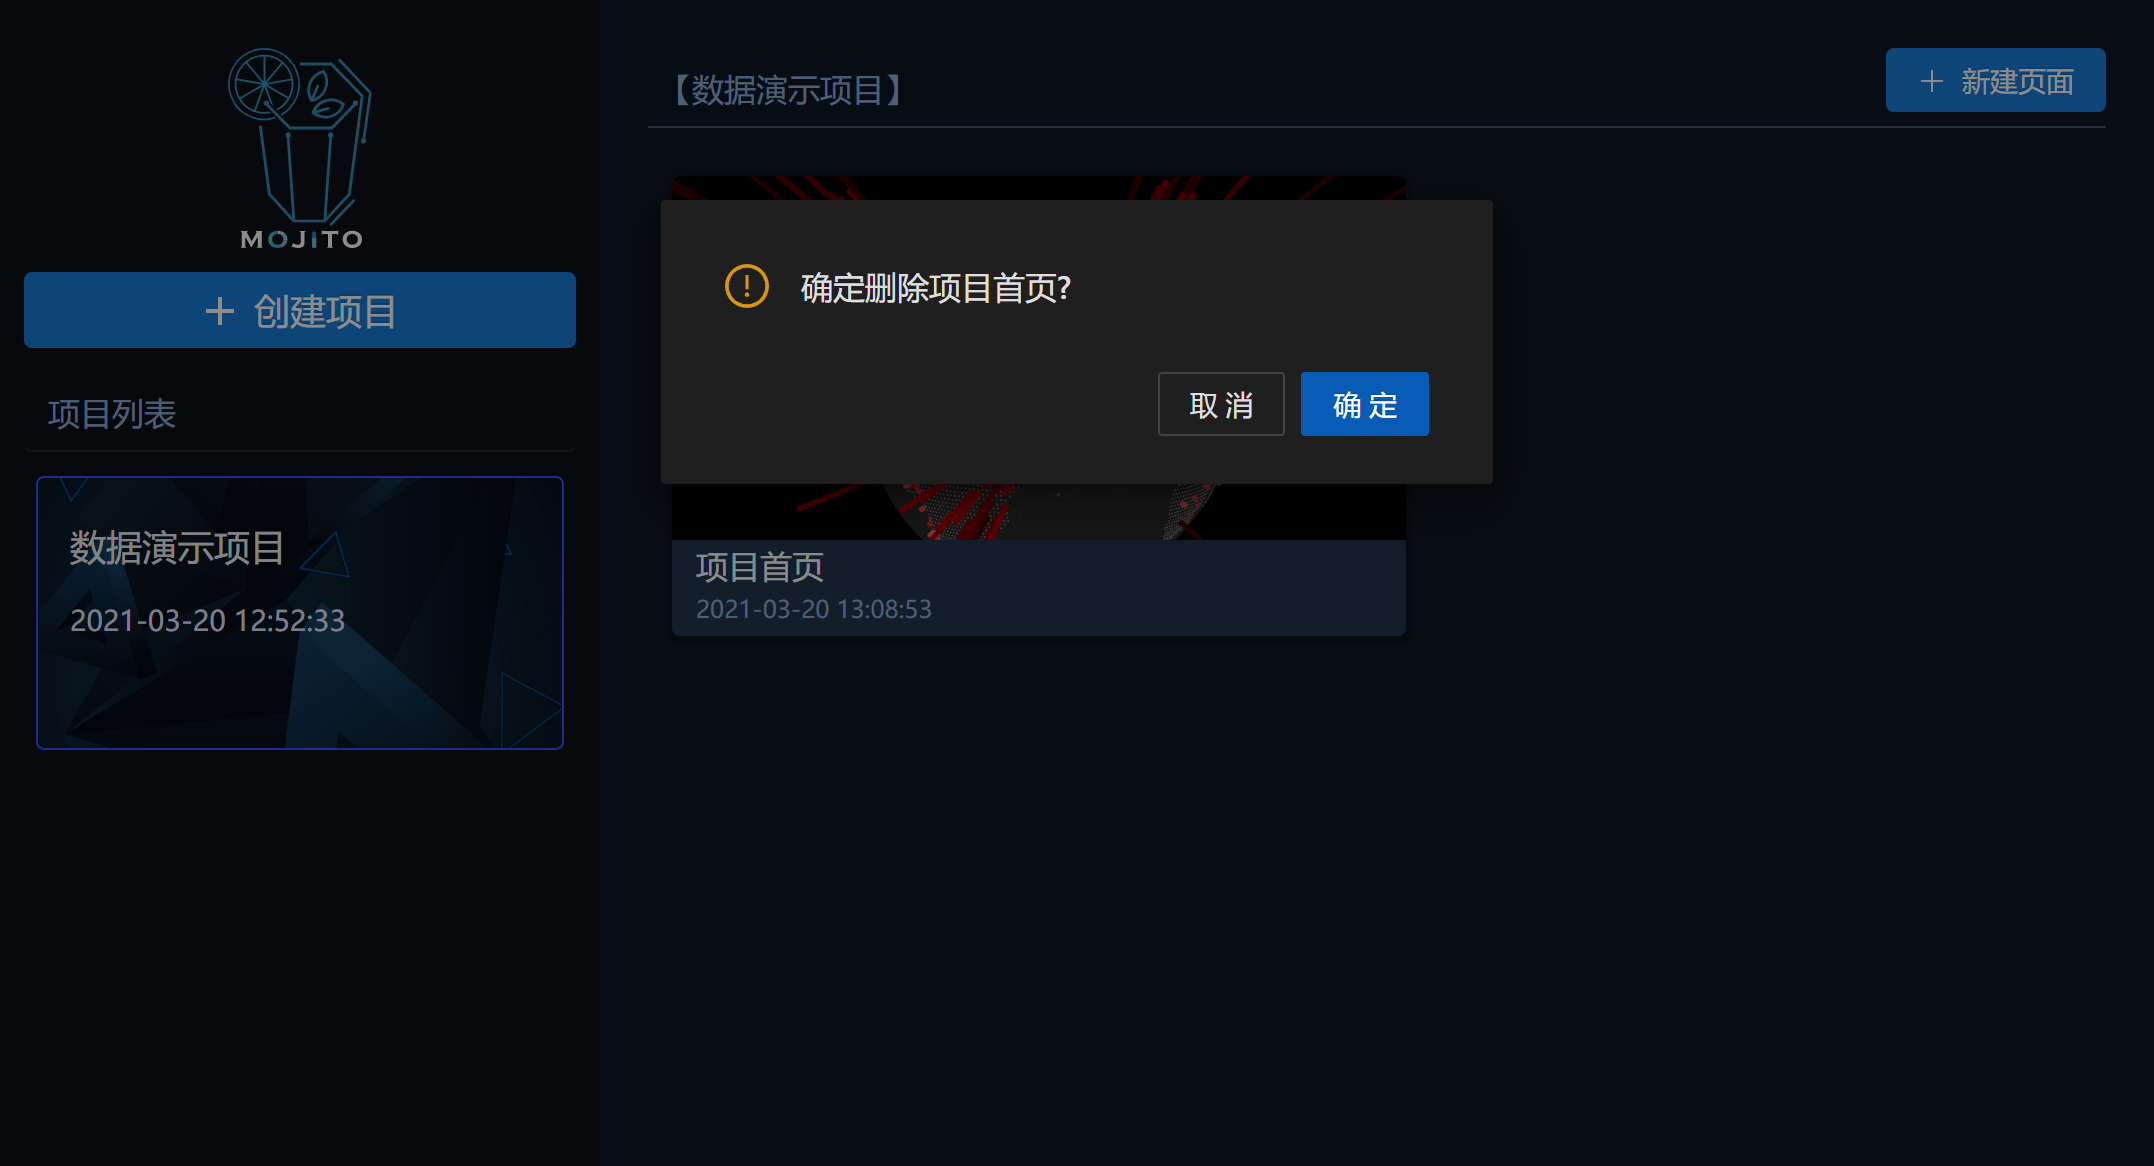 MOJITO
创建项目
项目列表
数据演示项目
2021-03-20 12:52:33
【数据演示项目】
新建页面
确定删除项目首页?
取 消
确 定
项目首页
2021-03-20 13:08:53